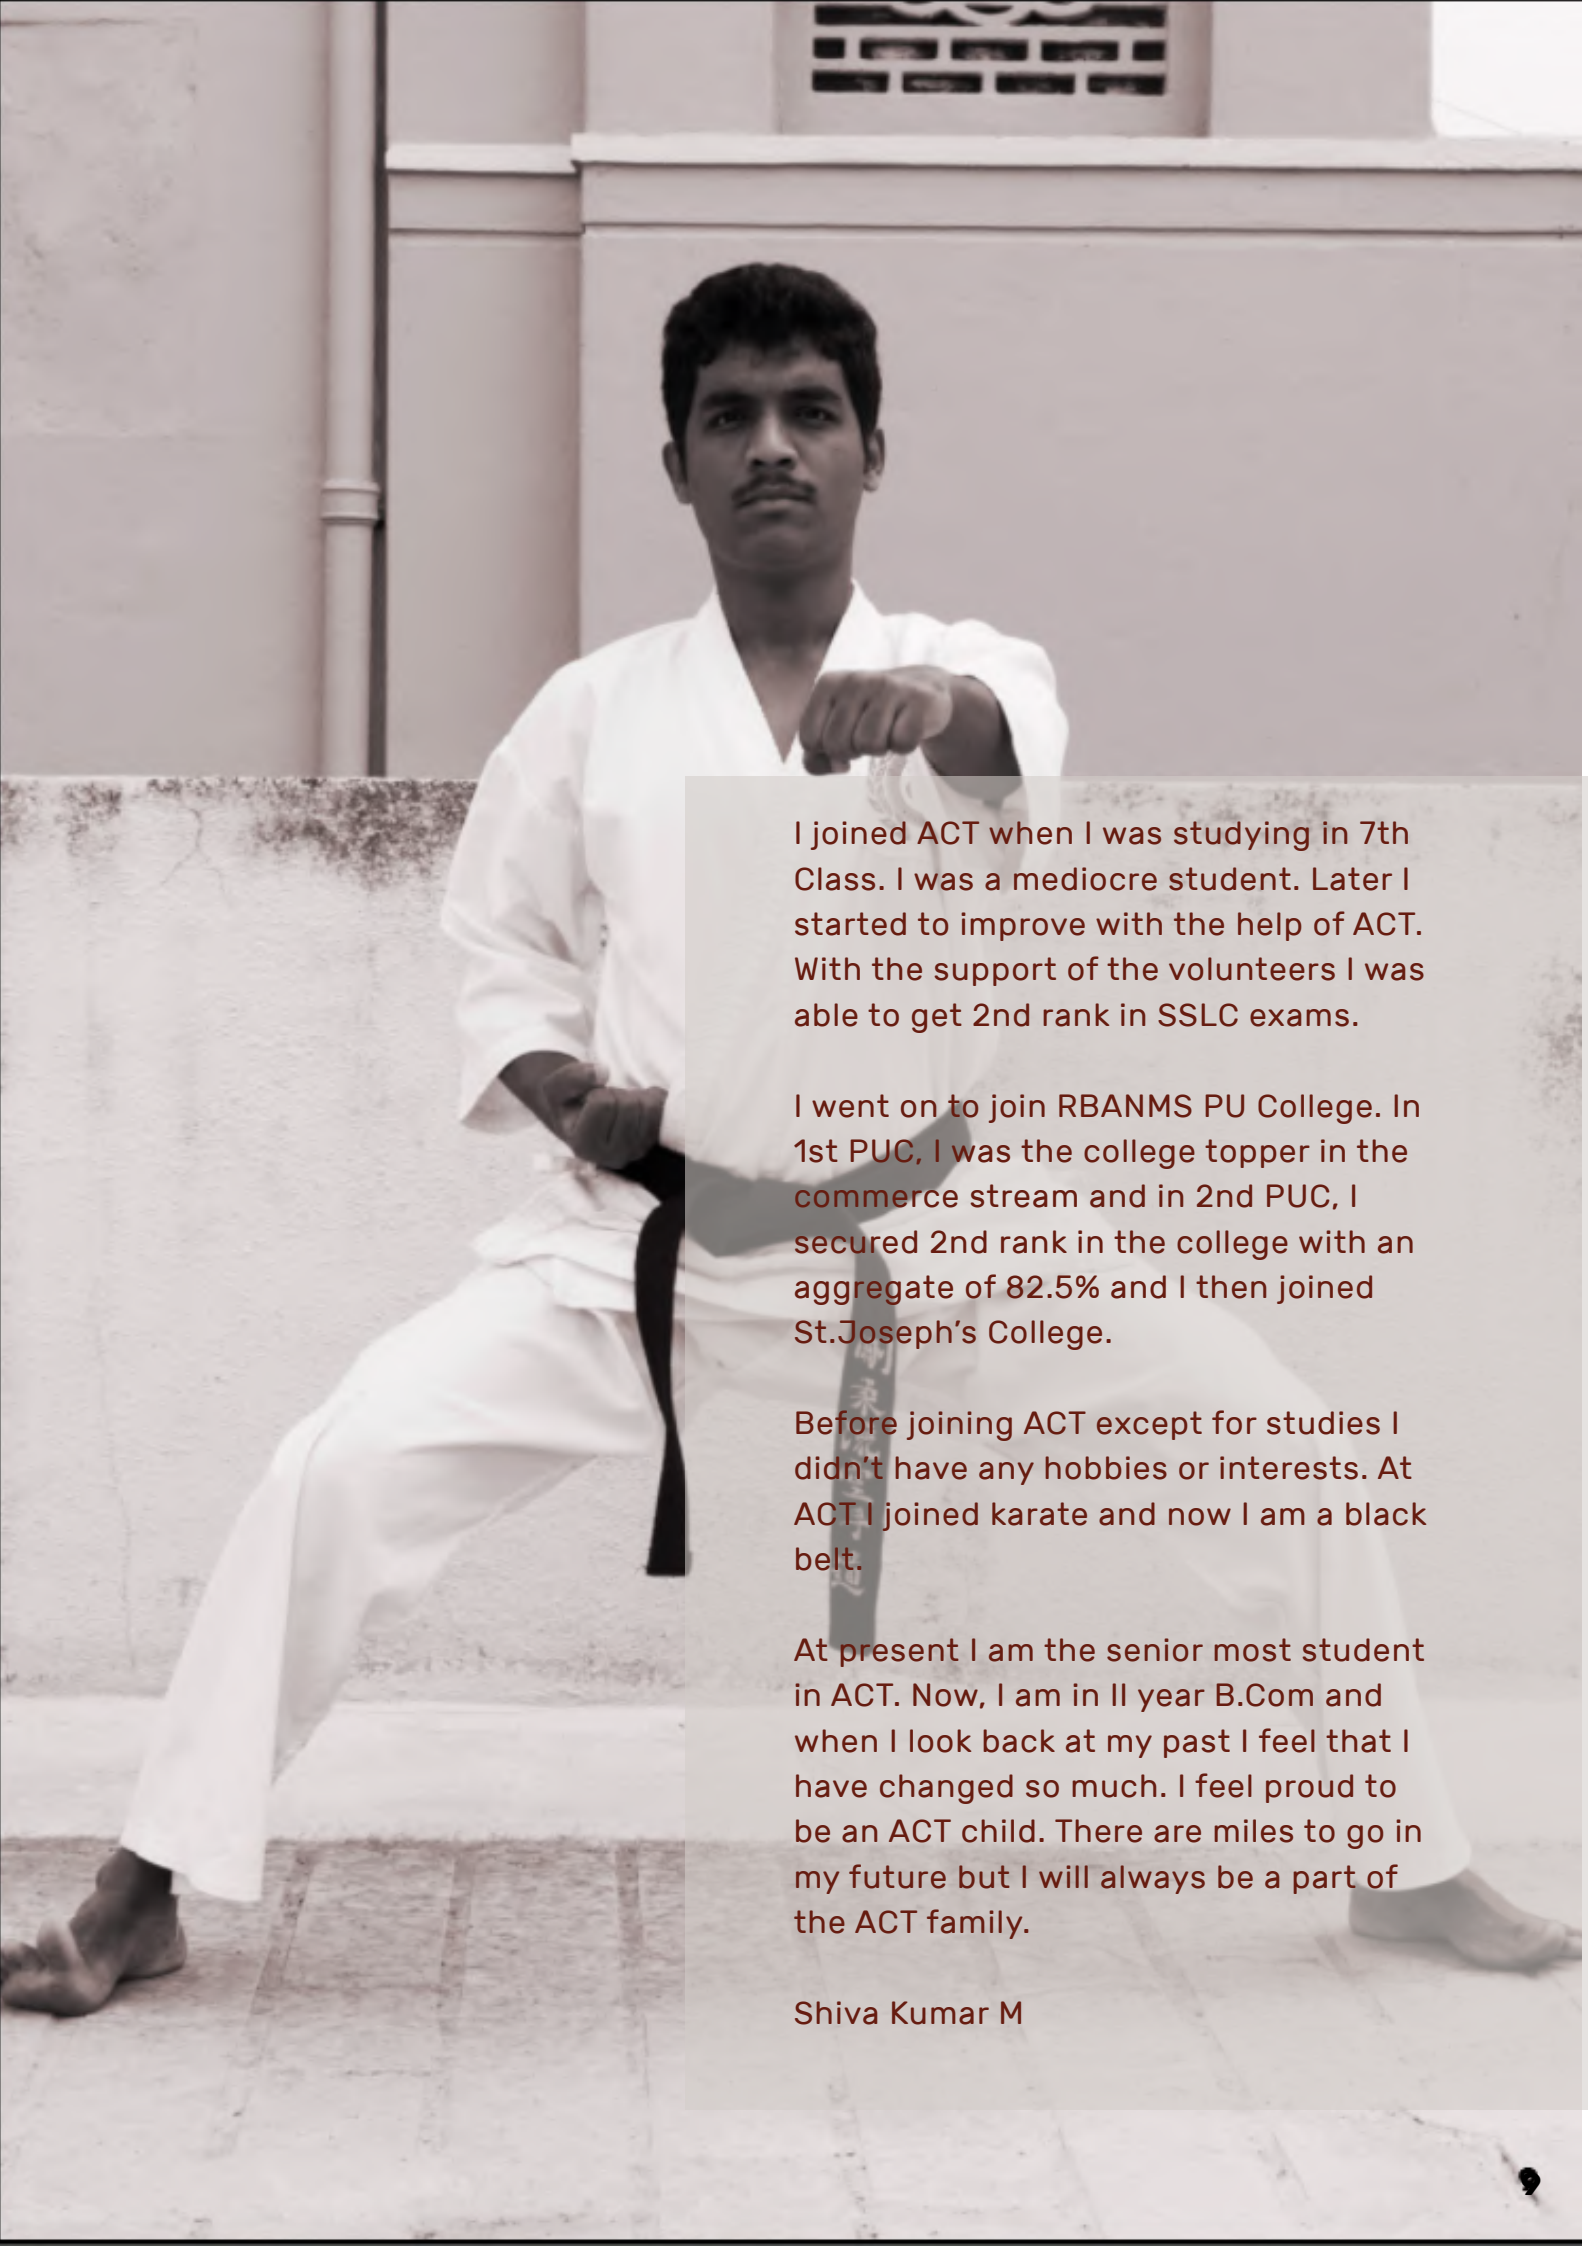 I joined ACT when I was studying in 7th
Class. I was a mediocre student. Later I
started to improve with the help of ACT.
With the support of the volunteers I was
able to get 2nd rank in SSLC exams.
I went on to join RBANMS PU College. In
1st PUC, I was the college topper in the
commerce stream and in 2nd PUC, I
secured 2nd rank in the college with an
aggregate of 82.5% and I then joined
St.Joseph's College.
Before joining ACT except for studies I
didn't have any hobbies or interests. At
ACT I joined karate and now I am a black
belt.
At present I am the senior most student
in ACT. Now, I am in II year B.Com and
when I look back at my past I feel that I
have changed so much. I feel proud to
be an ACT child. There are miles to go in
my future but I will always be a part of
the ACT family.
Shiva Kumar M
9